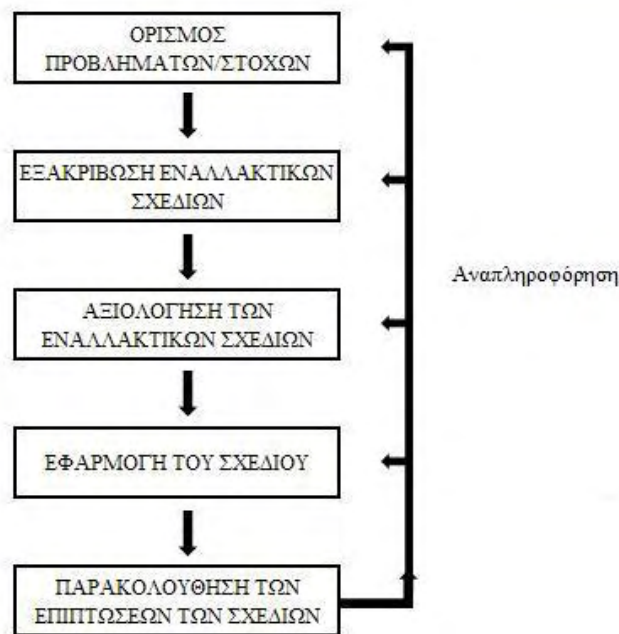 ΟΡΙΣΜΟΣ
ΠΡΟΒΛΗΜΑΤΩΝ/ΣΤΟΧΩΝ
ΕΞΑΚΡΙΒΩΣΗ ΕΝΑΛΛΑΚΤΙΚΩΝ
ΣΧΕΔΙΩΝ
Αναπληροφόρηση
ΑΞΙΟΛΟΓΗΣΗ ΤΩΝ
ΕΝΑΛΛΑΚΤΙΚΩΝ ΣΧΕΔΙΩΝ
ΕΦΑΡΜΟΓΗ ΤΟΥ ΣΧΕΔΙΟΥ
ΠΑΡΑΚΟΛΟΥΘΗΣΗ ΤΩΝ
ΕΠΙΠΤΩΣΕΩΝ ΤΩΝ ΣΧΕΔΙΩΝ